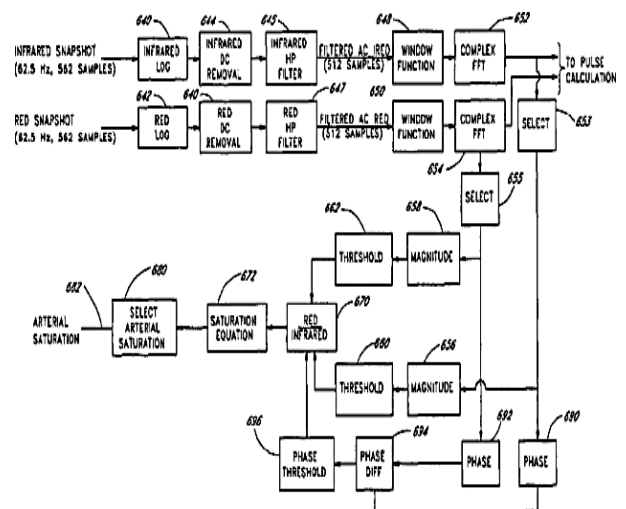 640
644
645
648
652
INFRARED SNAPSHOT
(62.5 Hz, 562 SAMPLES)
INFRARED
LOG
INFRARED
DC
REMOVAL
INFRARED
HP
FILTER
FILTERED AC IRED
(512 SAMPLES)
WINDOW
FUNCTION
COMPLEX
FFT
TO PULSE
CALCULATION
642
640
647
650
653
RED SNAPSHOT
(62.5 Hz, 562 SAMPLES)
RED
LOG
RED
DC
REMOVAL
RED
HP
FILTER
FILTERED AC RED
(512 SAMPLES)
WINDOW
FUNCTION
COMPLEX
FFT
SELECT
654
655
SELECT
662
658
THRESHOLD
MAGNITUDE
682
680
672
670
ARTERIAL
SATURATION
SELECT
ARTERIAL
SATURATION
SATURATION
EQUATION
RED
INFRARED
660
656
THRESHOLD
MAGNITUDE
696
694
692
690
PHASE
THRESHOLD
PHASE
DIFF
PHASE
PHASE